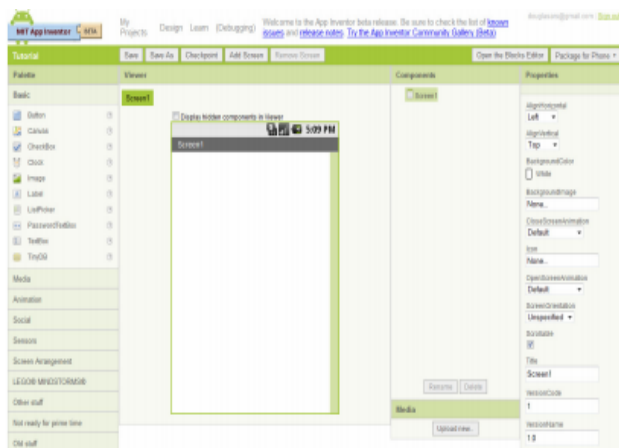 MIT App Inventor BETA
My Projects Design Learn (Debugging)
Welcome to the App Inventor beta release. Be sure to check the list of known issues and release notes. Try the App Inventor Community Gallery (Beta)
Tutorial
Save Save As Checkpoint Add Screen Remove Screen
Open the Blocks Editor Package for Phone
Palette
Basic
Button
Canvas
CheckBox
Clock
Image
Label
ListPicker
PasswordTextBox
TextBox
TinyDB
Media
Animation
Social
Sensors
Screen Arrangement
LEGO® MINDSTORMS®
Other stuff
Not ready for prime time
Old stuff
Viewer
Screen1
Display hidden components in Viewer
5:09 PM
Screen1
Components
Screen1
Rename Delete
Media
Upload new..
Properties
AlignHorizontal
Left
AlignVertical
Top
BackgroundColor
White
BackgroundImage
None..
CloseScreenAnimation
Default
Icon
None..
OpenScreenAnimation
Default
ScreenOrientation
Unspecified
Scrollable
Title
Screen1
VersionCode
1
VersionName
1.0